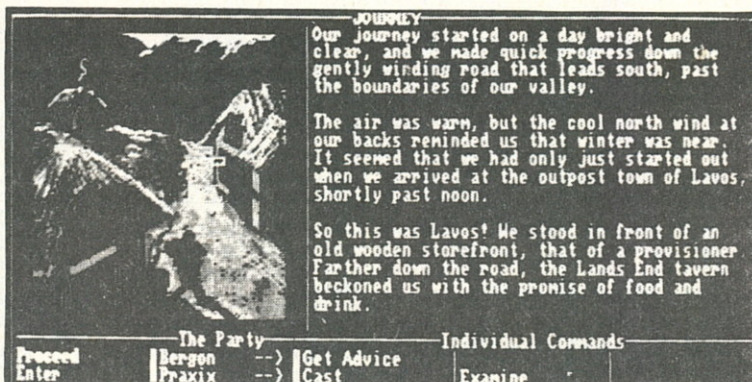 JOURNEY
Our journey started on a day bright and
clear, and we made quick progress down the
gently winding road that leads south, past
the boundaries of our valley.
The air was warm, but the cool north wind at
our backs reminded us that winter was near.
It seemed that we had only just started out
when we arrived at the outpost town of Lavos,
shortly past noon.
So this was Lavos! We stood in front of an
old wooden storefront, that of a provisioner.
Farther down the road, the Lands End tavern
beckoned us with the promise of food and
drink.
The Party Individual Commands
Proceed Bergon --> Get Advice
Enter Praxix --> Cast Examine